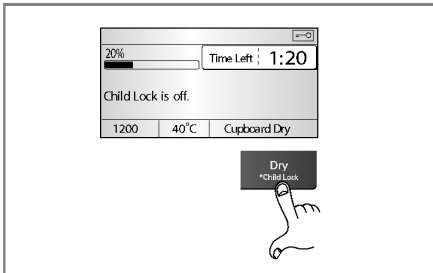 20%
Time Left 1:20
Child Lock is off.
1200 40°C Cupboard Dry
Dry
*Child Lock